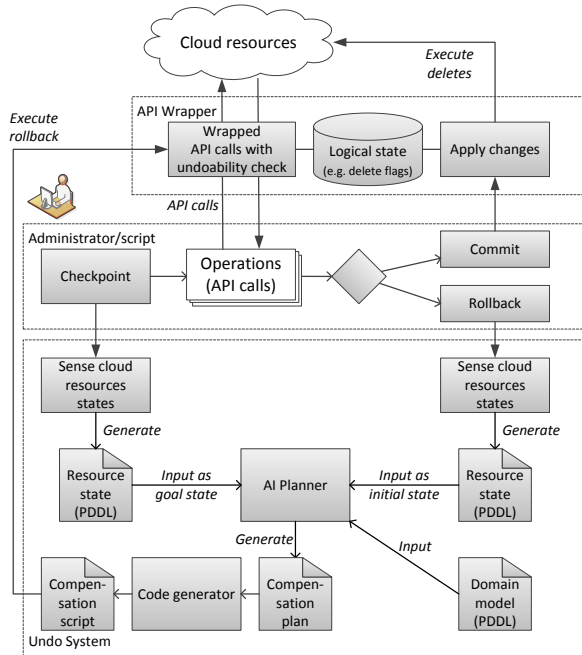 Cloud resources
Execute
deletes
Execute
rollback
API Wrapper
Wrapped
API calls with
undoability check
Logical state
(e.g. delete flags)
Apply changes
API calls
Administrator/script
Checkpoint
Operations
(API calls)
Commit
Rollback
Sense cloud
resources
states
Sense cloud
resources
states
Generate
Generate
Resource
state
(PDDL)
Input as
goal state
AI Planner
Input as
initial state
Resource
state
(PDDL)
Generate
Input
Compen-
sation
script
Code generator
Compen-
sation
plan
Domain
model
(PDDL)
Undo System